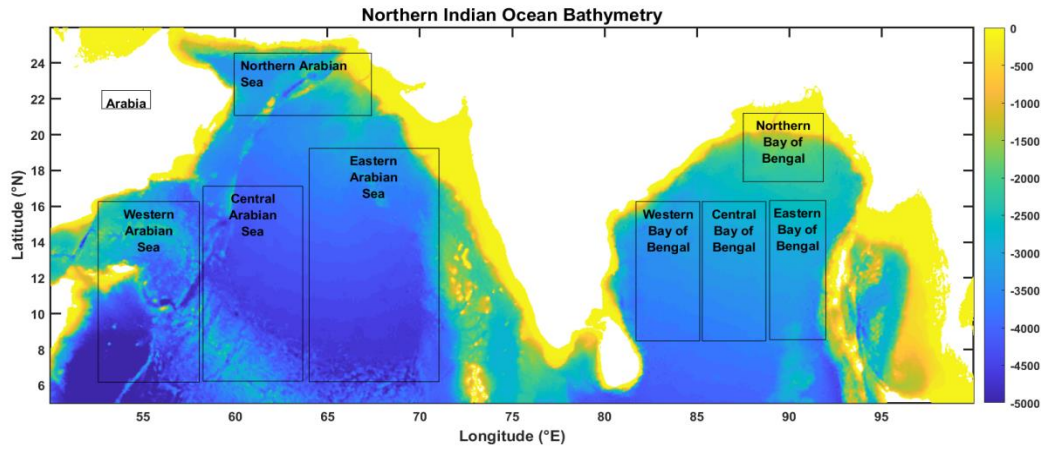 Northern Indian Ocean Bathymetry
Latitude (°N)
24
22
20
18
16
14
12
10
8
6
Arabia
Northern Arabian
Sea
Western
Arabian
Sea
Central
Arabian
Sea
Eastern
Arabian
Sea
Northern
Bay of
Bengal
Western
Bay of
Bengal
Central
Bay of
Bengal
Eastern
Bay of
Bengal
0
-500
-1000
-1500
-2000
-2500
-3000
-3500
-4000
-4500
-5000
55
60
65
70
75
80
85
90
95
Longitude (°E)